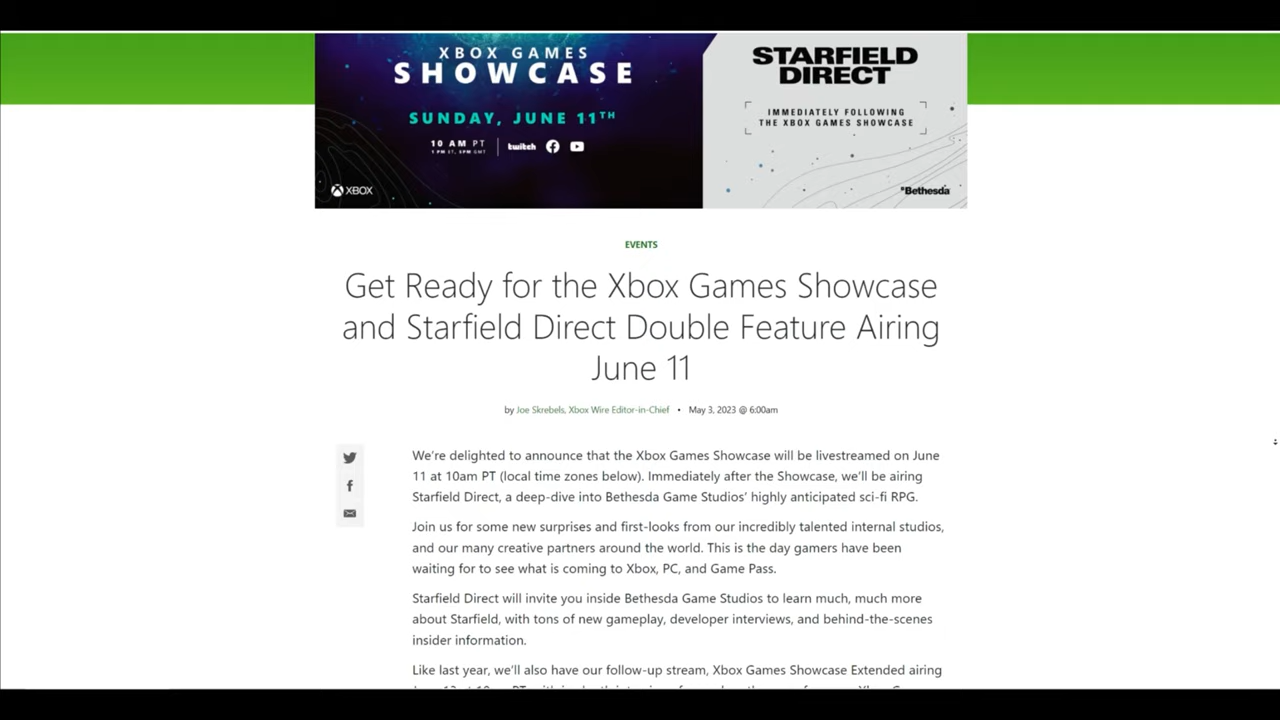 XBOX GAMES
SHOWCASE
SUNDAY, JUNE 11TH
10 AM PT
1 PM ET, 6PM GMT
twitch
XBOX
STARFIELD
DIRECT
IMMEDIATELY FOLLOWING
THE XBOX GAMES SHOWCASE
Bethesda
EVENTS
Get Ready for the Xbox Games Showcase
and Starfield Direct Double Feature Airing
June 11
by Joe Skrebels, Xbox Wire Editor-in-Chief • May 3, 2023 @ 6:00am
We're delighted to announce that the Xbox Games Showcase will be livestreamed on June
11 at 10am PT (local time zones below). Immediately after the Showcase, we'll be airing
Starfield Direct, a deep-dive into Bethesda Game Studios' highly anticipated sci-fi RPG.
Join us for some new surprises and first-looks from our incredibly talented internal studios,
and our many creative partners around the world. This is the day gamers have been
waiting for to see what is coming to Xbox, PC, and Game Pass.
Starfield Direct will invite you inside Bethesda Game Studios to learn much, much more
about Starfield, with tons of new gameplay, developer interviews, and behind-the-scenes
insider information.
Like last year, we'll also have our follow-up stream, Xbox Games Showcase Extended airing